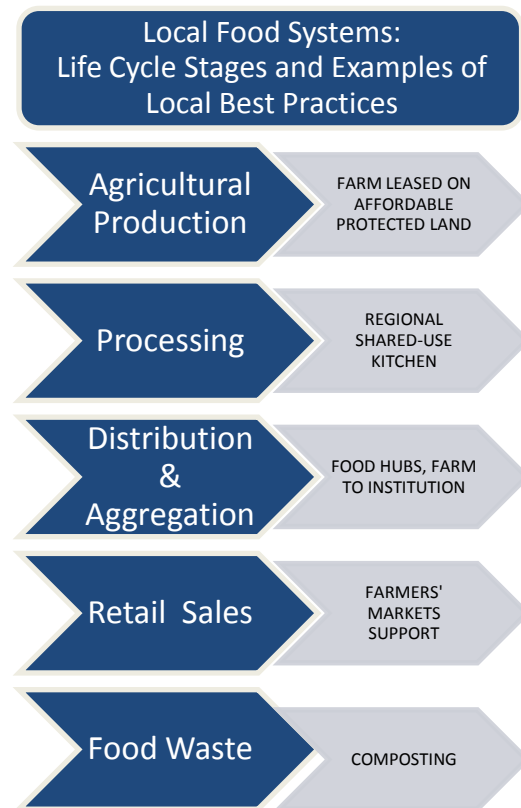 Local Food Systems:
Life Cycle Stages and Examples of
Local Best Practices
Agricultural
Production
FARM LEASED ON
AFFORDABLE
PROTECTED LAND
Processing
REGIONAL
SHARED-USE
KITCHEN
Distribution
&
Aggregation
FOOD HUBS, FARM
TO INSTITUTION
Retail Sales
FARMERS'
MARKETS
SUPPORT
Food Waste
COMPOSTING